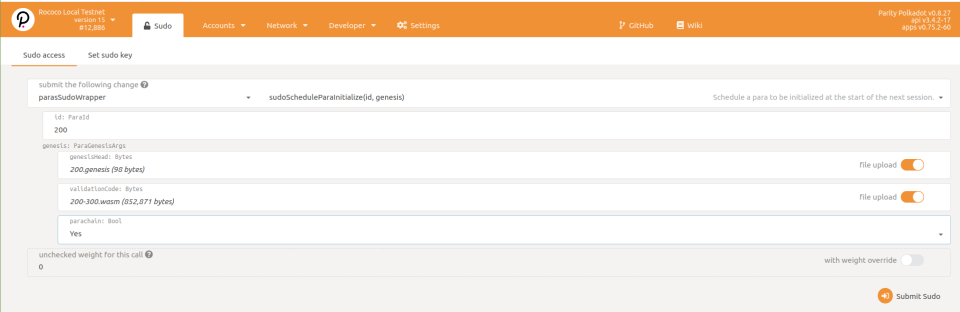 Rococo Local Testnet
version 15
#12,886
Sudo
Accounts
Network
Developer
Settings
GitHub
Wiki
Parity Polkadot v0.8.27
api v3.4.2-17
apps v0.75.2-60
Sudo access
Set sudo key
submit the following change
parasSudoWrapper
sudoScheduleParaInitialize(id, genesis)
Schedule a para to be initialized at the start of the next session.
id: ParaId
200
genesis: ParaGenesisArgs
genesisHead: Bytes
200.genesis (98 bytes)
file upload
validationCode: Bytes
200-300.wasm (852,871 bytes)
file upload
parachain: Bool
Yes
unchecked weight for this call
0
with weight override
Submit Sudo